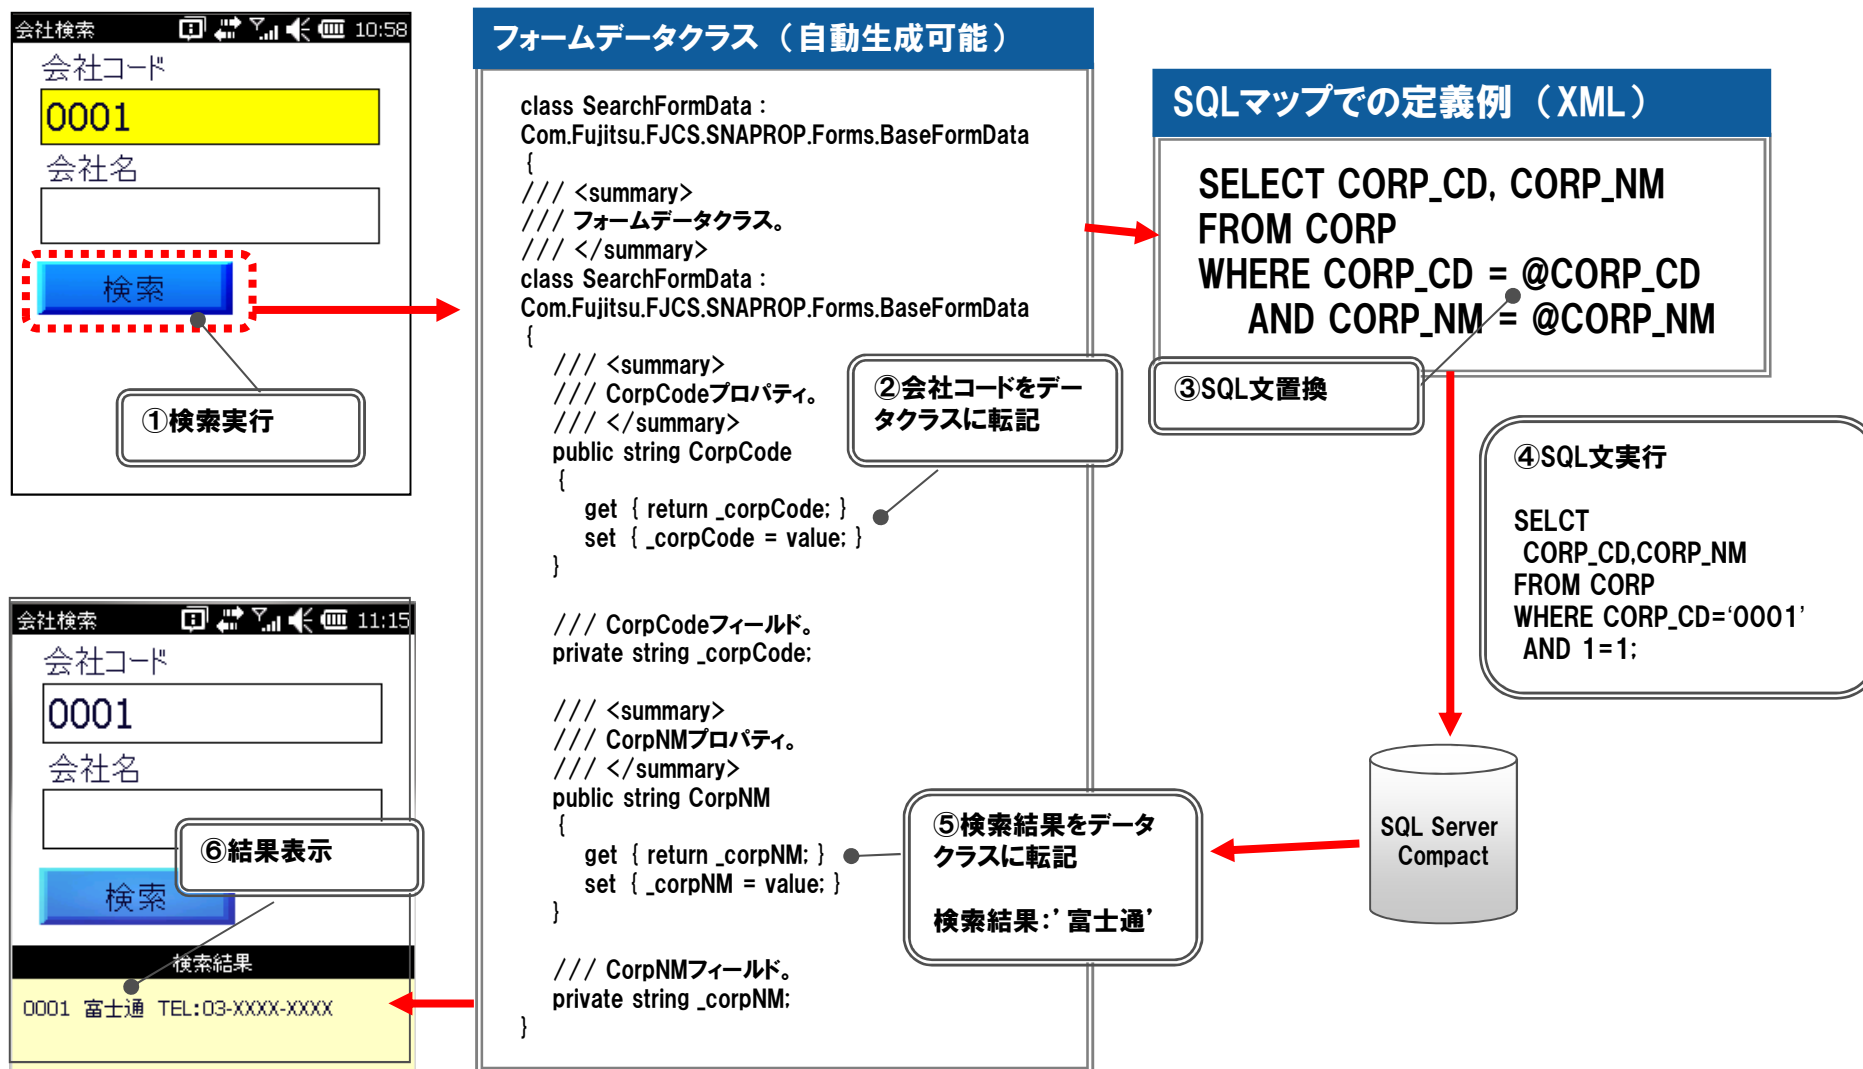 会社検索 10:58
会社コード
0001
会社名
検索
①検索実行
フォームデータクラス（自動生成可能）
class SearchFormData :
Com.Fujitsu.FJCS.SNAPROP.Forms.BaseFormData
{
/// <summary>
/// フォームデータクラス。
/// </summary>
class SearchFormData :
Com.Fujitsu.FJCS.SNAPROP.Forms.BaseFormData
{
/// <summary>
/// CorpCodeプロパティ。
/// </summary>
public string CorpCode
{
get { return _corpCode; }
set { _corpCode = value; }
}
/// CorpCodeフィールド。
private string _corpCode;
/// <summary>
/// CorpNMプロパティ。
/// </summary>
public string CorpNM
{
get { return _corpNM; }
set { _corpNM = value; }
}
/// CorpNMフィールド。
private string _corpNM;
}
②会社コードをデー
タクラスに転記
SQLマップでの定義例（XML）
SELECT CORP_CD, CORP_NM
FROM CORP
WHERE CORP_CD = @CORP_CD
AND CORP_NM = @CORP_NM
③SQL文置換
④SQL文実行
SELCT
CORP_CD,CORP_NM
FROM CORP
WHERE CORP_CD=‘0001’
AND 1=1;
SQL Server
Compact
⑤検索結果をデータ
クラスに転記
検索結果：’富士通’
会社検索 11:15
会社コード
0001
会社名
⑥結果表示
検索
検索結果
0001 富士通 TEL:03-XXXX-XXXX